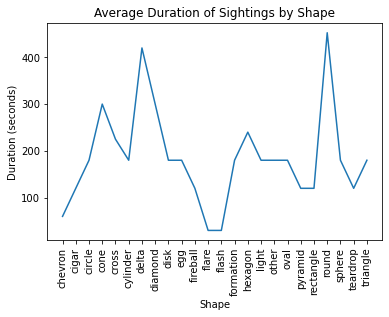 Average Duration of Sightings by Shape
Duration (seconds)
400
300
200
100
chevron
cigar
circle
cone
cross
cylinder
delta
diamond
disk
egg
fireball
flare
flash
formation
hexagon
light
other
oval
pyramid
rectangle
round
sphere
teardrop
triangle
Shape